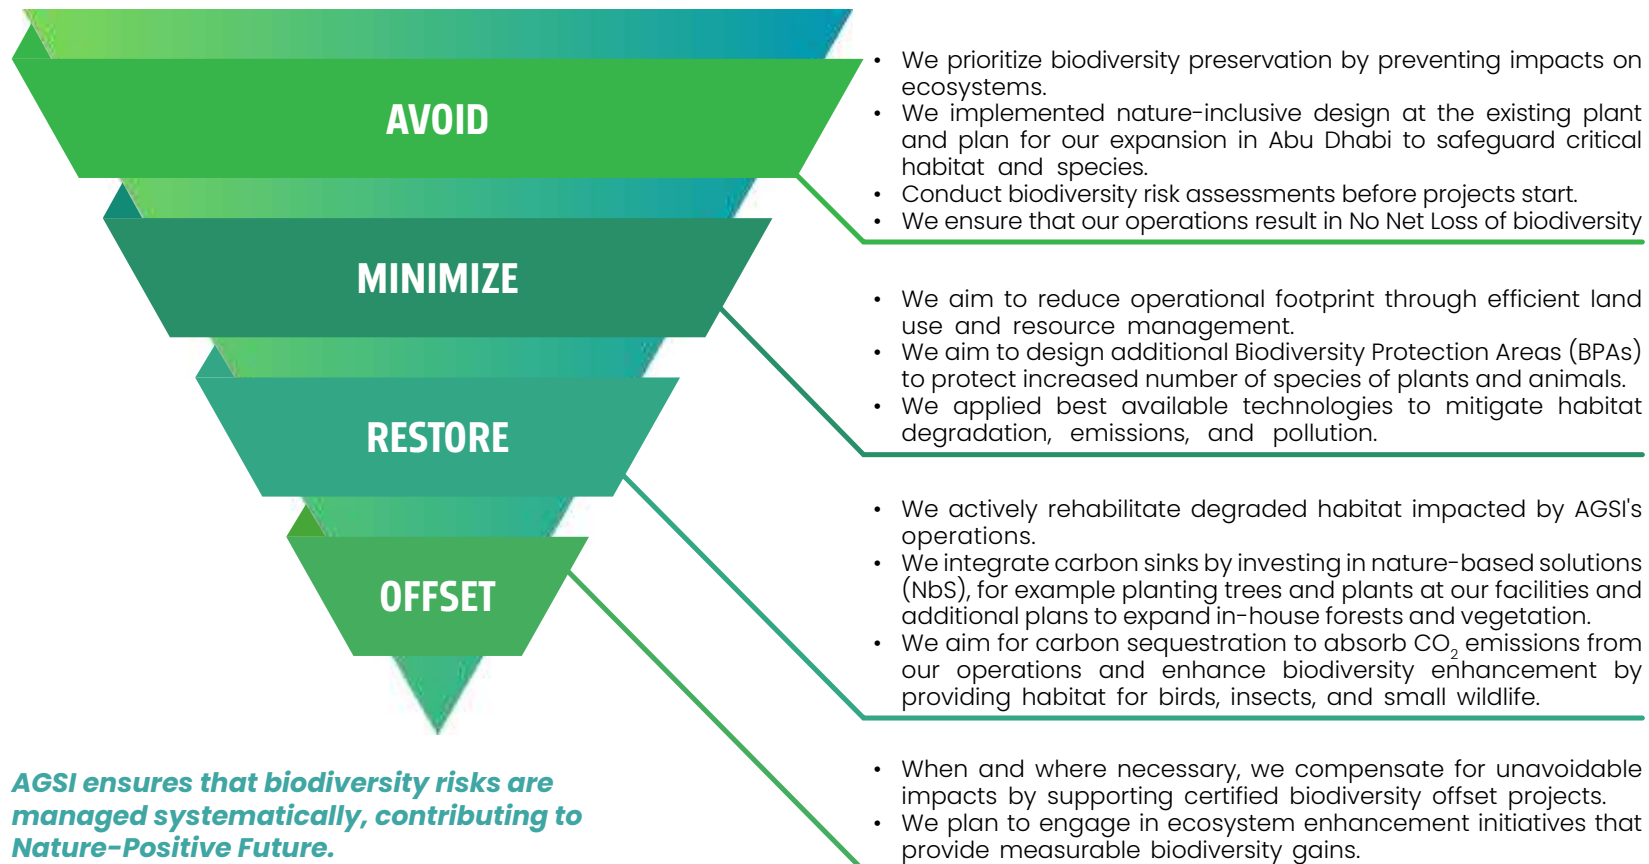 AVOID
• We prioritize biodiversity preservation by preventing impacts on
ecosystems.
• We implemented nature-inclusive design at the existing plant
and plan for our expansion in Abu Dhabi to safeguard critical
habitat and species.
• Conduct biodiversity risk assessments before projects start.
• We ensure that our operations result in No Net Loss of biodiversity
MINIMIZE
• We aim to reduce operational footprint through efficient land
use and resource management.
• We aim to design additional Biodiversity Protection Areas (BPAs)
to protect increased number of species of plants and animals.
• We applied best available technologies to mitigate habitat
degradation, emissions, and pollution.
RESTORE
• We actively rehabilitate degraded habitat impacted by AGSI's
operations.
• We integrate carbon sinks by investing in nature-based solutions
(NbS), for example planting trees and plants at our facilities and
additional plans to expand in-house forests and vegetation.
• We aim for carbon sequestration to absorb CO₂ emissions from
our operations and enhance biodiversity enhancement by
providing habitat for birds, insects, and small wildlife.
OFFSET
• When and where necessary, we compensate for unavoidable
impacts by supporting certified biodiversity offset projects.
• We plan to engage in ecosystem enhancement initiatives that
provide measurable biodiversity gains.
AGSI ensures that biodiversity risks are
managed systematically, contributing to
Nature-Positive Future.